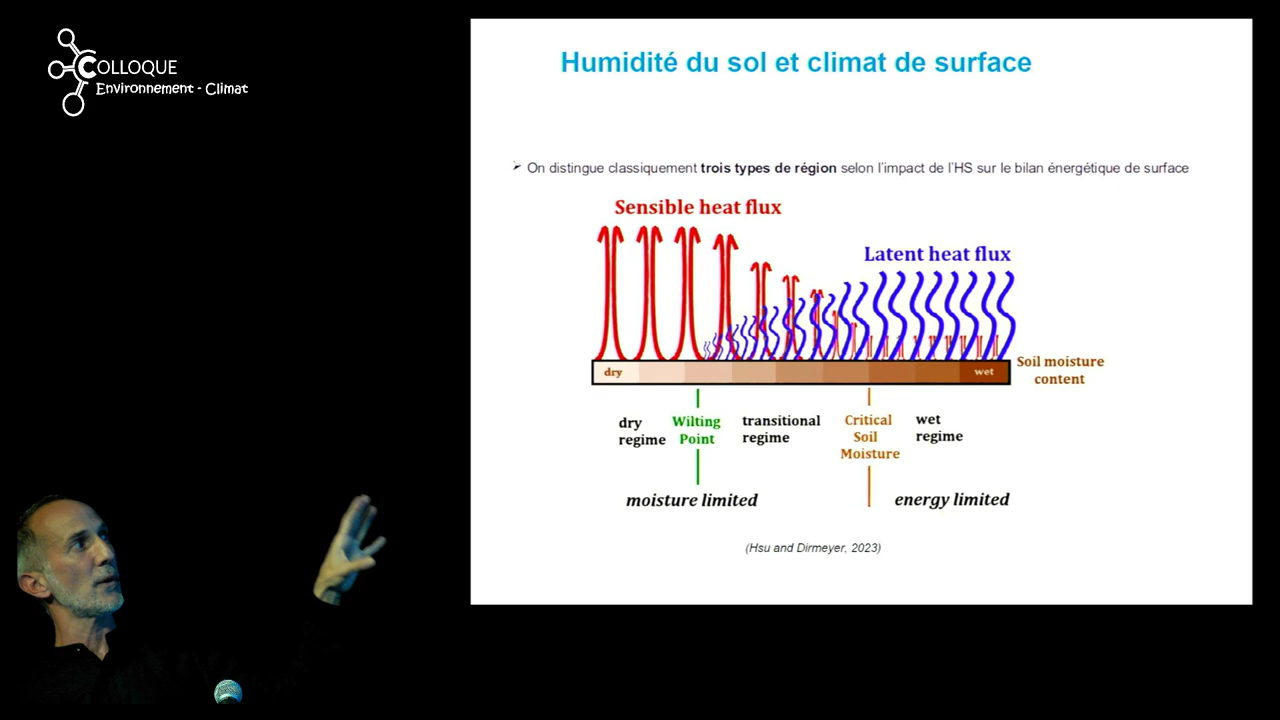 COLLOQUE
Environnement - Climat
Humidité du sol et climat de surface
➢ On distingue classiquement trois types de région selon l'impact de l'HS sur le bilan énergétique de surface
Sensible heat flux
Latent heat flux
dry
wet
Soil moisture
content
dry
regime
Wilting
Point
transitional
regime
Critical
Soil
Moisture
wet
regime
moisture limited
energy limited
(Hsu and Dirmeyer, 2023)